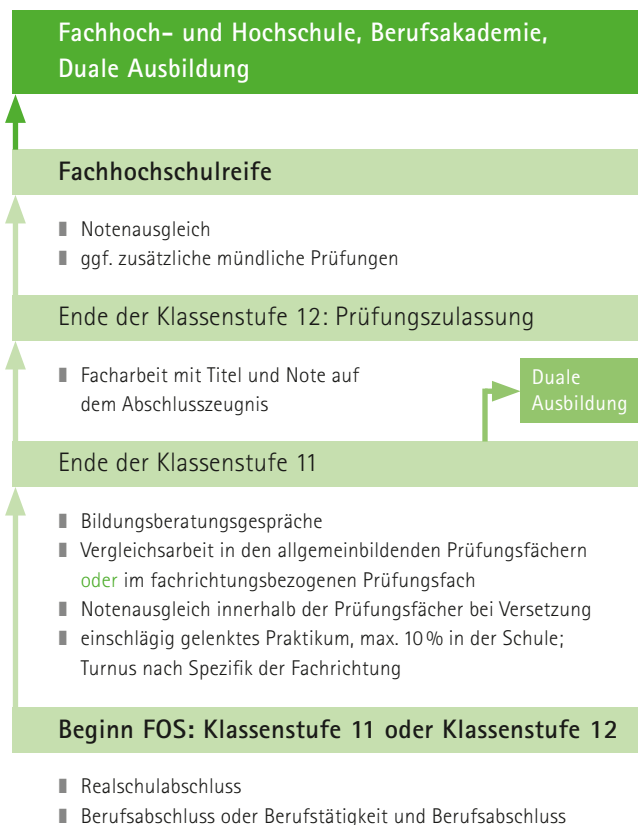 Fachhoch- und Hochschule, Berufsakademie,
Duale Ausbildung
Fachhochschulreife
Notenausgleich
ggf. zusätzliche mündliche Prüfungen
Ende der Klassenstufe 12: Prüfungszulassung
Facharbeit mit Titel und Note auf
dem Abschlusszeugnis
Duale
Ausbildung
Ende der Klassenstufe 11
Bildungsberatungsgespräche
Vergleichsarbeit in den allgemeinbildenden Prüfungsfächern
oder im fachrichtungsbezogenen Prüfungsfach
Notenausgleich innerhalb der Prüfungsfächer bei Versetzung
einschlägig gelenktes Praktikum, max. 10 % in der Schule;
Turnus nach Spezifik der Fachrichtung
Beginn FOS: Klassenstufe 11 oder Klassenstufe 12
Realschulabschluss
Berufsabschluss oder Berufstätigkeit und Berufsabschluss